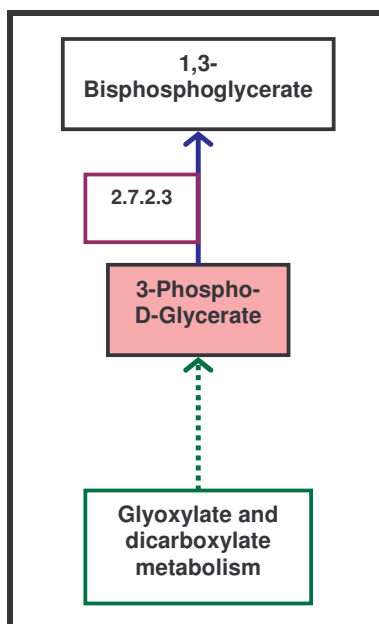 1,3-
Bisphosphoglycerate
2.7.2.3
3-Phospho-
D-Glycerate
Glyoxylate and
dicarboxylate
metabolism